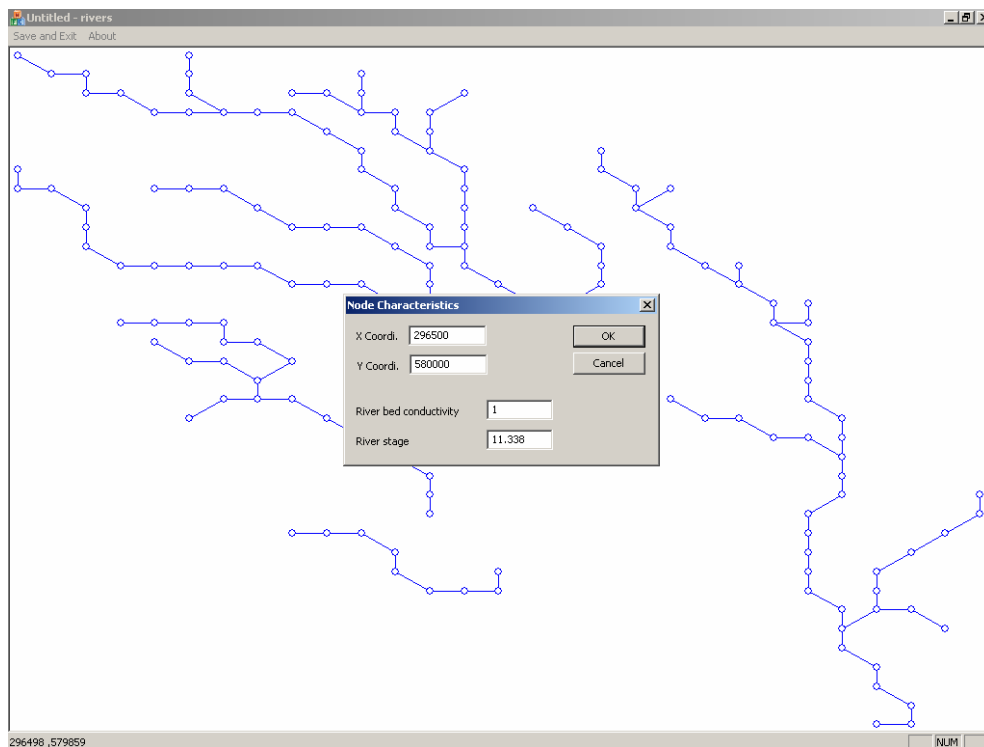 Untitled - rivers
Save and Exit About
Node Characteristics
X Coordi. 296500
OK
Y Coordi. 580000
Cancel
River bed conductivity 1
River stage 11.338
296498 ,579859
NUM